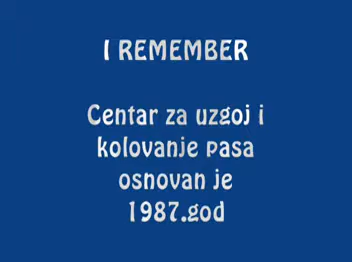 I REMEMBER
Centar za uzgoj i
kolovanje pasa
osnovan je
1987.god